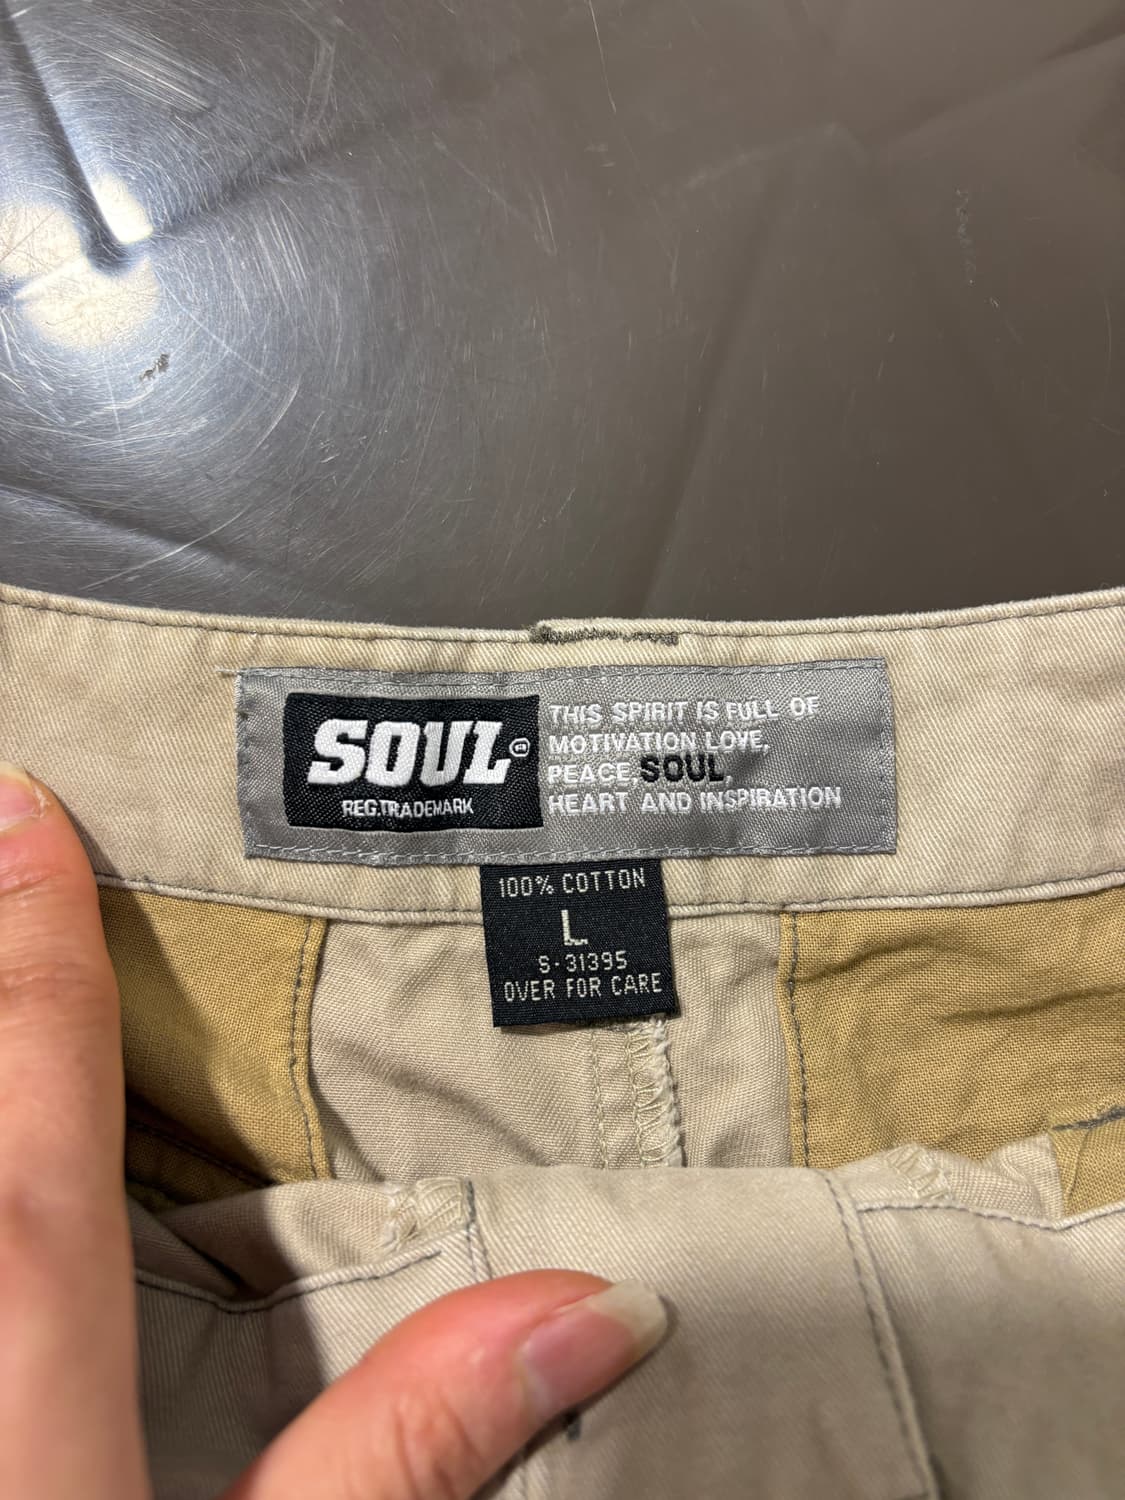 SOUL ®
REG.TRADEMARK
THIS SPIRIT IS FULL OF
MOTIVATION LOVE,
PEACE, SOUL,
HEART AND INSPIRATION
100% COTTON
L
S-31395
OVER FOR CARE